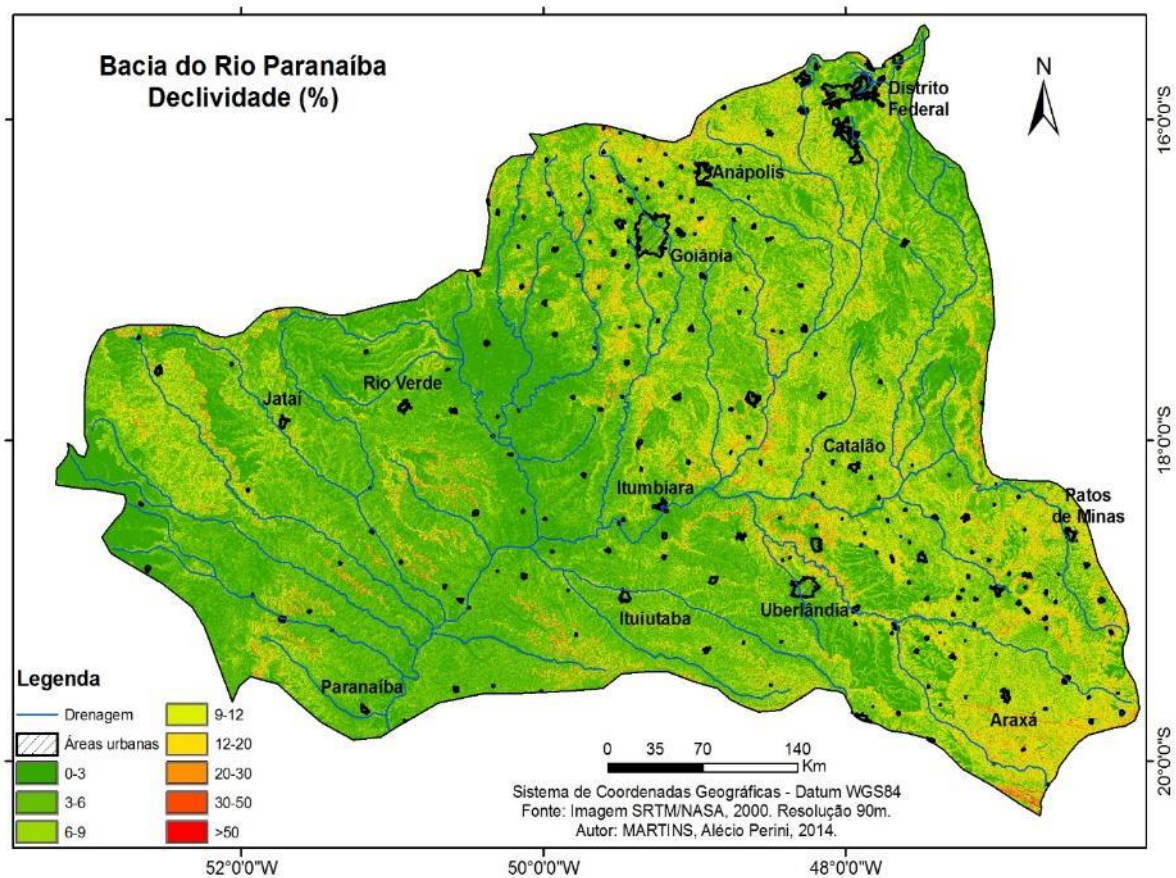 Bacia do Rio Paranaíba
Declividade (%)
N
Distrito
Federal
16°0'0"S
Anápolis
Goiânia
Rio Verde
Jataí
18°0'0"S
Catalão
Itumbiara
Patos
de Minas
Uberlândia
Ituiutaba
Paranaíba
Araxá
20°0'0"S
Legenda
Drenagem
Áreas urbanas
0-3
3-6
6-9
9-12
12-20
20-30
30-50
>50
0 35 70 140
Km
Sistema de Coordenadas Geográficas - Datum WGS84
Fonte: Imagem SRTM/NASA, 2000. Resolução 90m.
Autor: MARTINS, Alécio Perini, 2014.
52°0'0"W 50°0'0"W 48°0'0"W